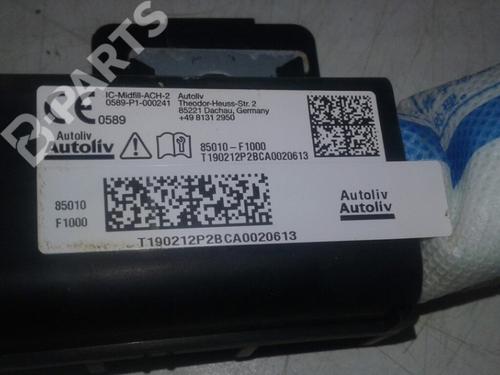 B-PARTS
CE 0589
IC-Midfill-ACH-2
0589-P1-000241
Autoliv
Theodor-Heuss-Str. 2
85221 Dachau, Germany
+49 8131 2950
Autoliv
Autoliv
85010-F1000
T190212P2BCA0020613
85010
F1000
Autoliv
Autoliv
T190212P2BCA0020613